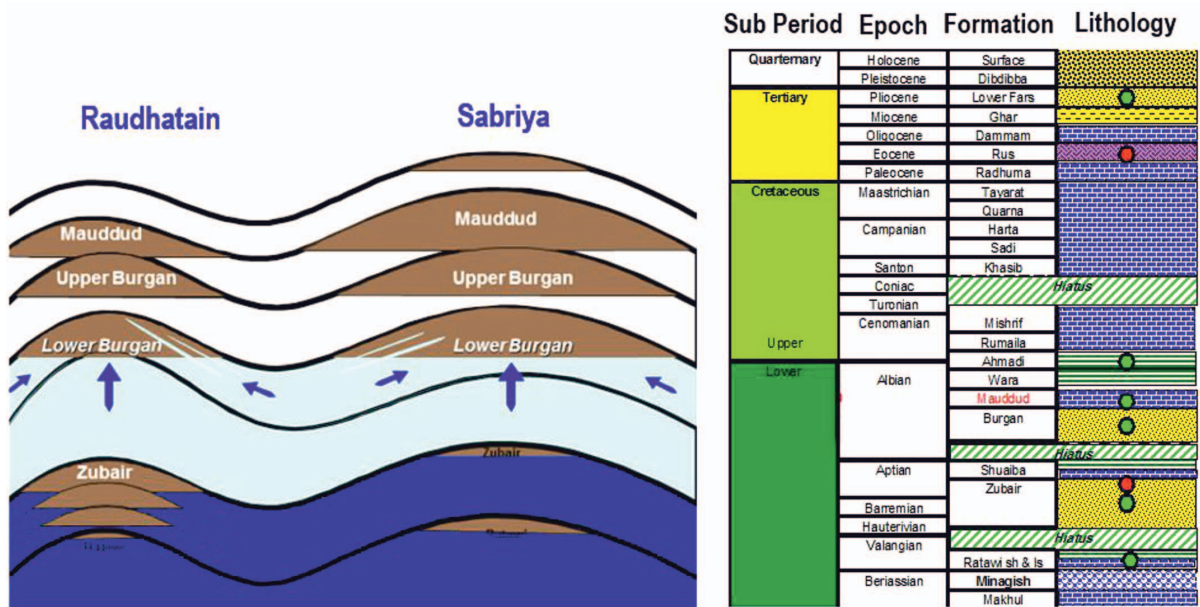 Raudhatain
Sabriya
Mauddud
Mauddud
Upper Burgan
Upper Burgan
Lower Burgan
Lower Burgan
Zubair
Zubair
Sub Period Epoch Formation Lithology
Quarternary Holocene Surface
Pleistocene Dibdibba
Tertiary Pliocene Lower Fars
Miocene Ghar
Oligocene Dammam
Eocene Rus
Paleocene Radhuma
Cretaceous Maastrichian Tayarat
Quarna
Campanian Harta
Sadi
Santon Khasib
Coniac Hiatus
Turonian
Cenomanian Mishrif
Upper Rumaila
Lower Albian Ahmadi
Wara
Mauddud
Burgan
Hiatus
Aptian Shuaiba
Zubair
Barremian
Hauterivian
Valangian Hiatus
Ratawi sh & ls
Beriassian Minagish
Makhul